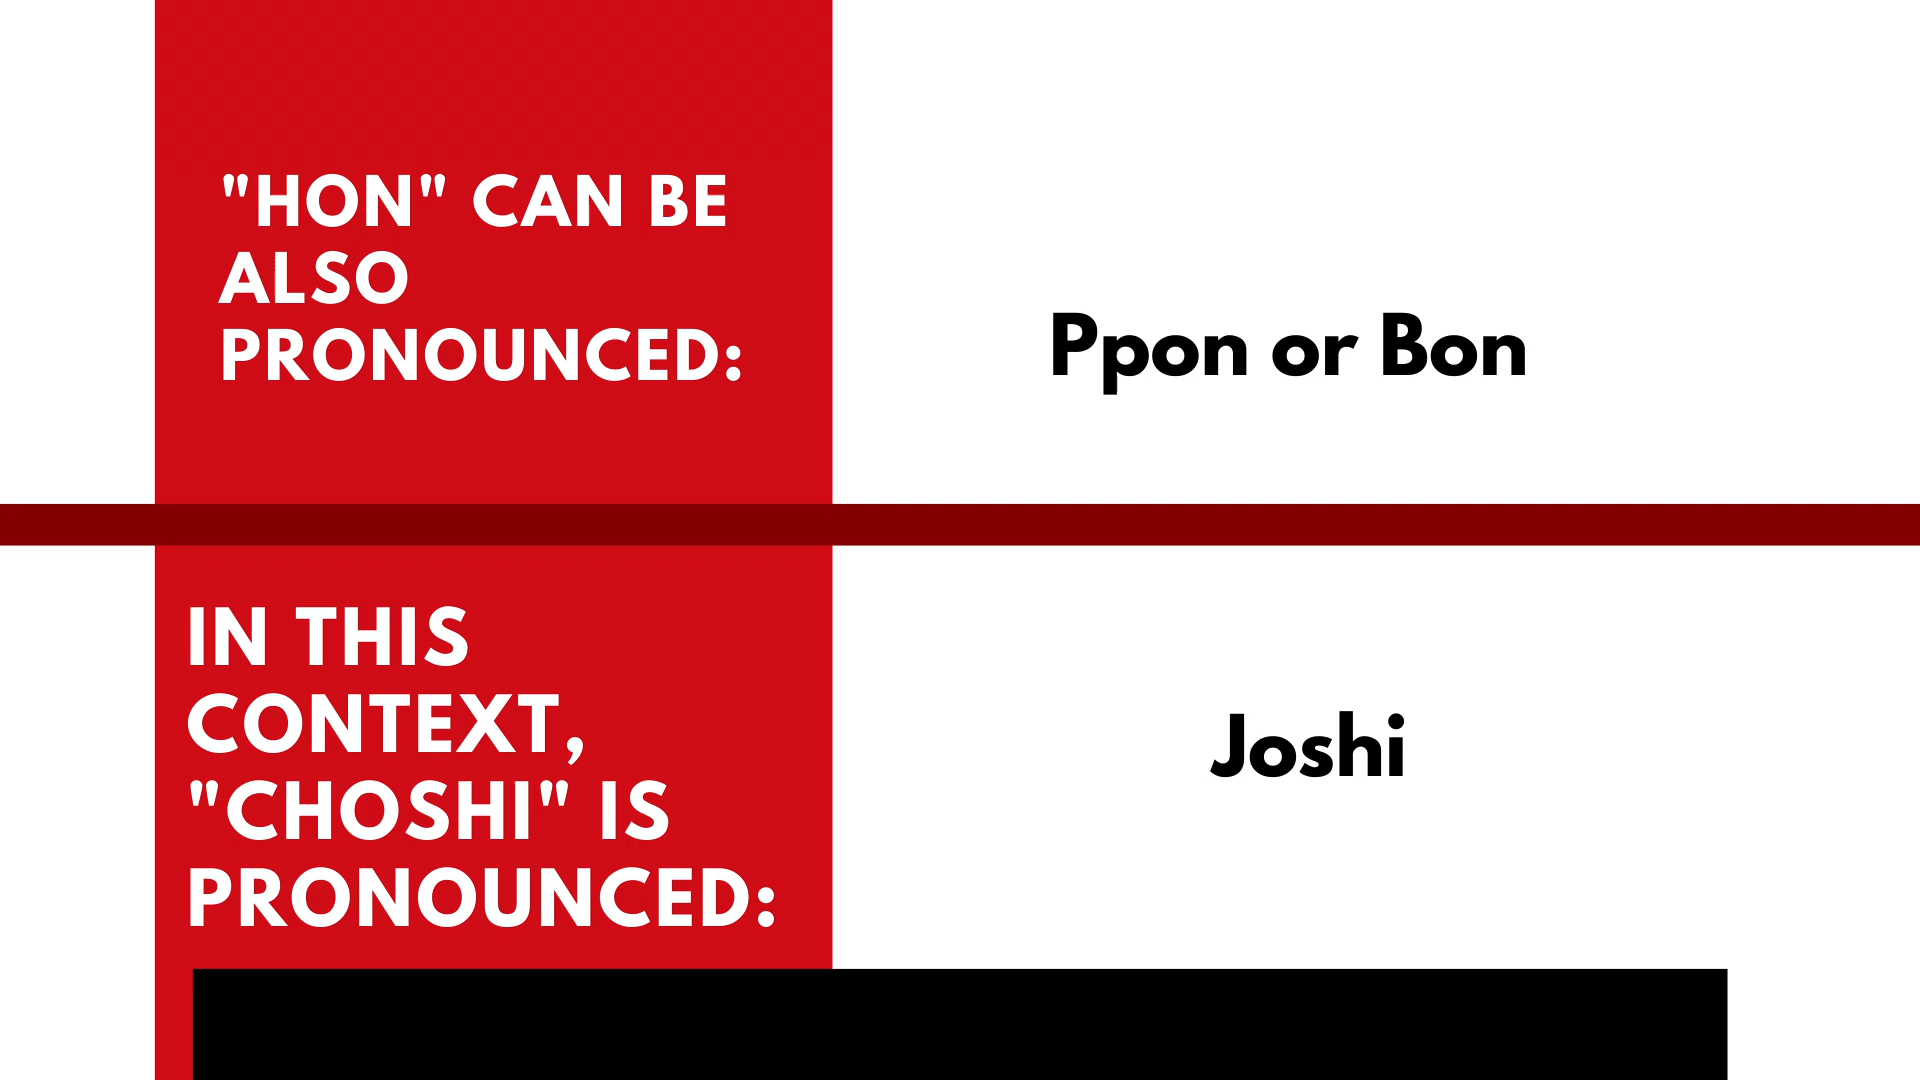 "HON" CAN BE
ALSO
PRONOUNCED:
Ppon or Bon
IN THIS
CONTEXT,
"CHOSHI" IS
PRONOUNCED:
Joshi